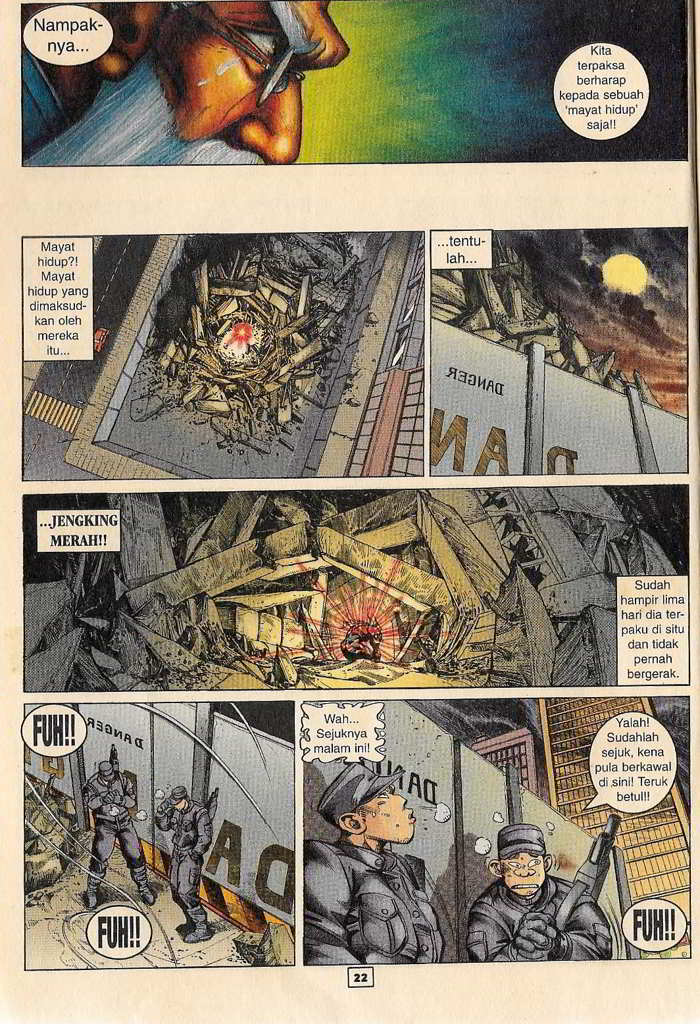 Nampak-
nya...
Kita
terpaksa
berharap
kepada sebuah
'mayat hidup'
saja!!
Mayat
hidup?!
Mayat
hidup yang
dimaksud-
kan oleh
mereka
itu...
...tentu-
lah...
DANGER
DAN
...JENGKING
MERAH!!
Sudah
hampir lima
hari dia ter-
paku di situ
dan tidak
pernah
bergerak.
FUH!!
DANGER
DA
FUH!!
Wah...
Sejuknya
malam ini!
DAN
Yalah!
Sudahlah
sejuk, kena
pula berkawal
di sini! Teruk
betul!!
FUH!!
22